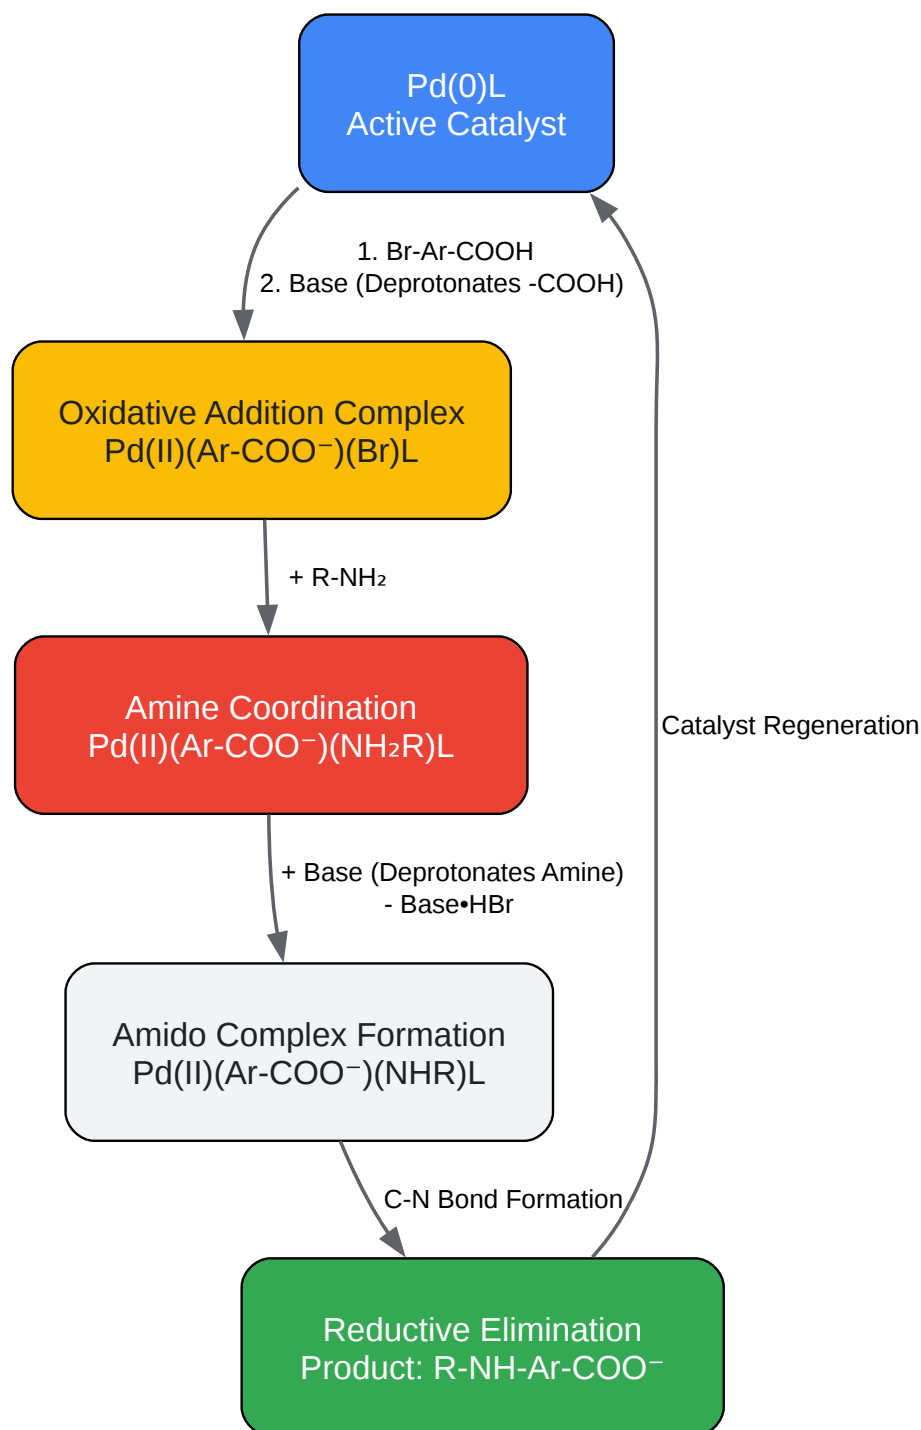 Pd(0)L
Active Catalyst
1. Br-Ar-COOH
2. Base (Deprotonates -COOH)
Oxidative Addition Complex
Pd(II)(Ar-COO⁻)(Br)L
+ R-NH₂
Amine Coordination
Pd(II)(Ar-COO⁻)(NH₂R)L
Catalyst Regeneration
+ Base (Deprotonates Amine)
- Base•HBr
Amido Complex Formation
Pd(II)(Ar-COO⁻)(NHR)L
C-N Bond Formation
Reductive Elimination
Product: R-NH-Ar-COO⁻